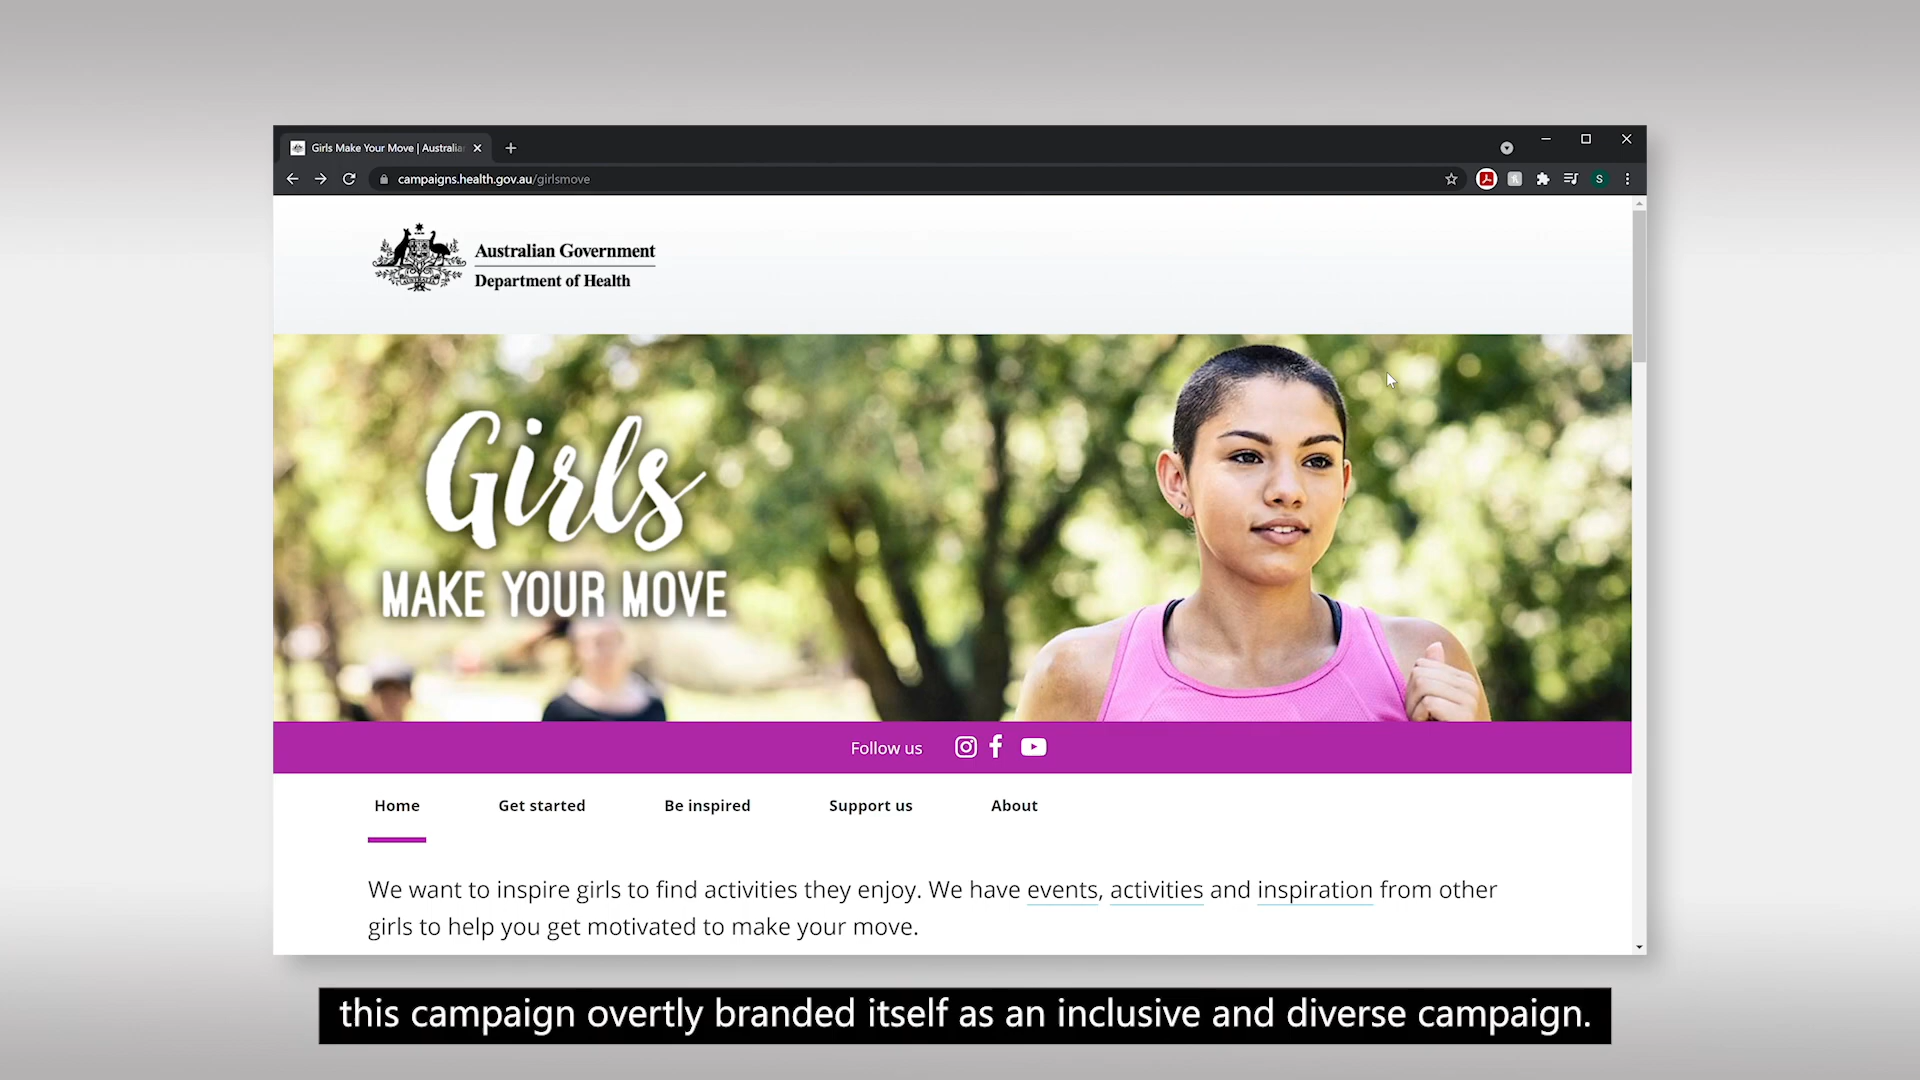 Girls Make Your Move | Australia
campaigns.health.gov.au/girlsmove
S
Australian Government
Department of Health
Girls
MAKE YOUR MOVE
Follow us
Home Get started Be inspired Support us About
We want to inspire girls to find activities they enjoy. We have events, activities and inspiration from other
girls to help you get motivated to make your move.
this campaign overtly branded itself as an inclusive and diverse campaign.